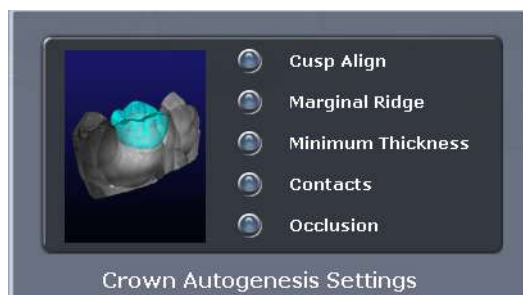 Cusp Align
Marginal Ridge
Minimum Thickness
Contacts
Occlusion
Crown Autogenesis Settings